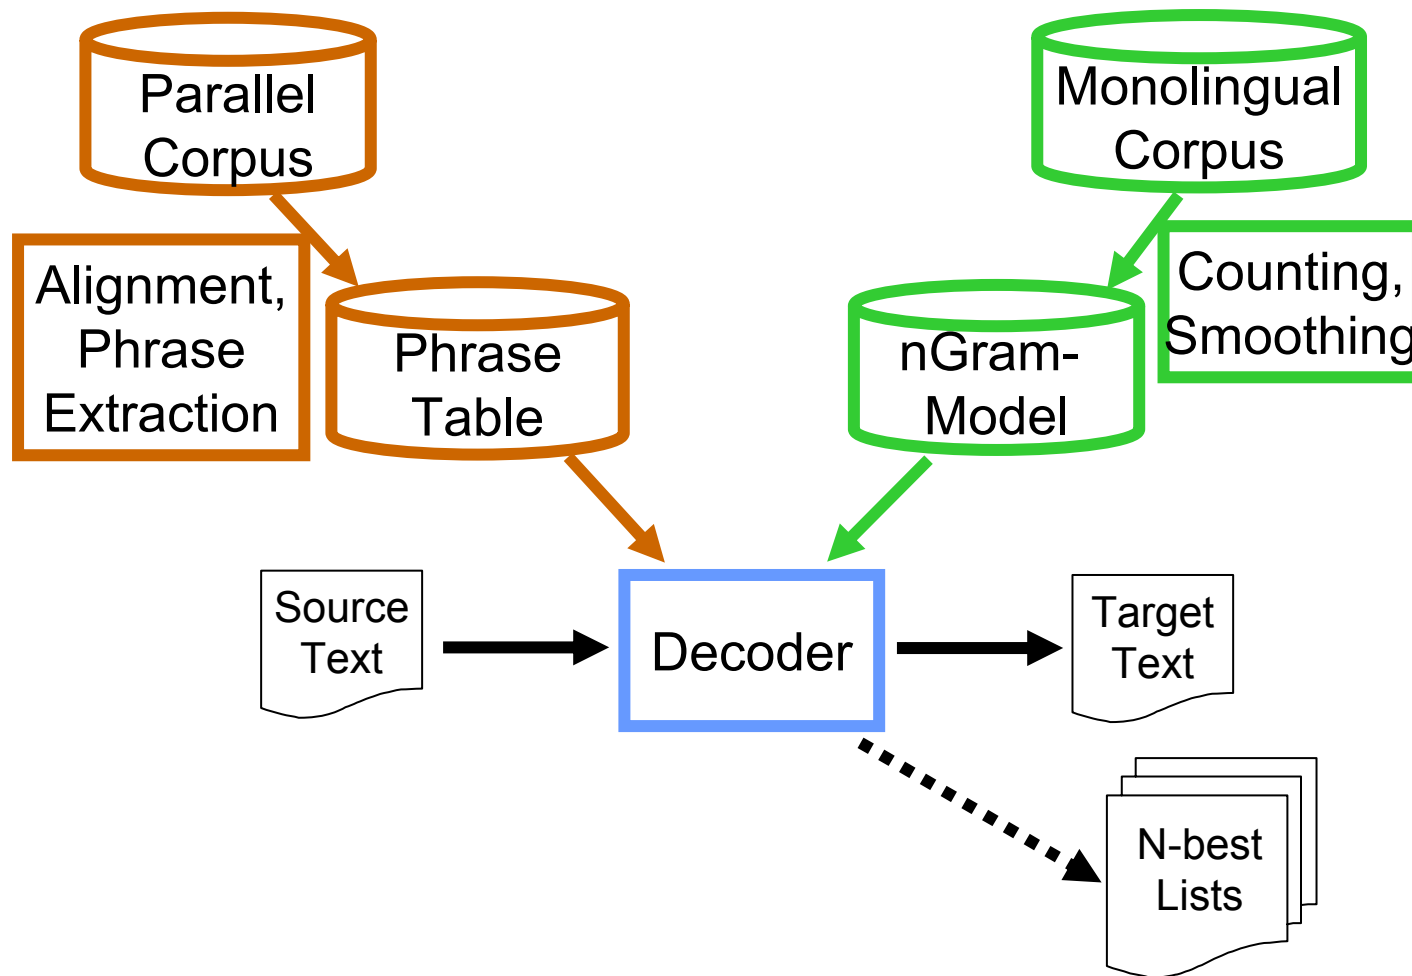 Parallel
Corpus
Monolingual
Corpus
Alignment,
Phrase
Extraction
Phrase
Table
nGram-
Model
Counting,
Smoothing
Source
Text
Decoder
Target
Text
N-best
Lists